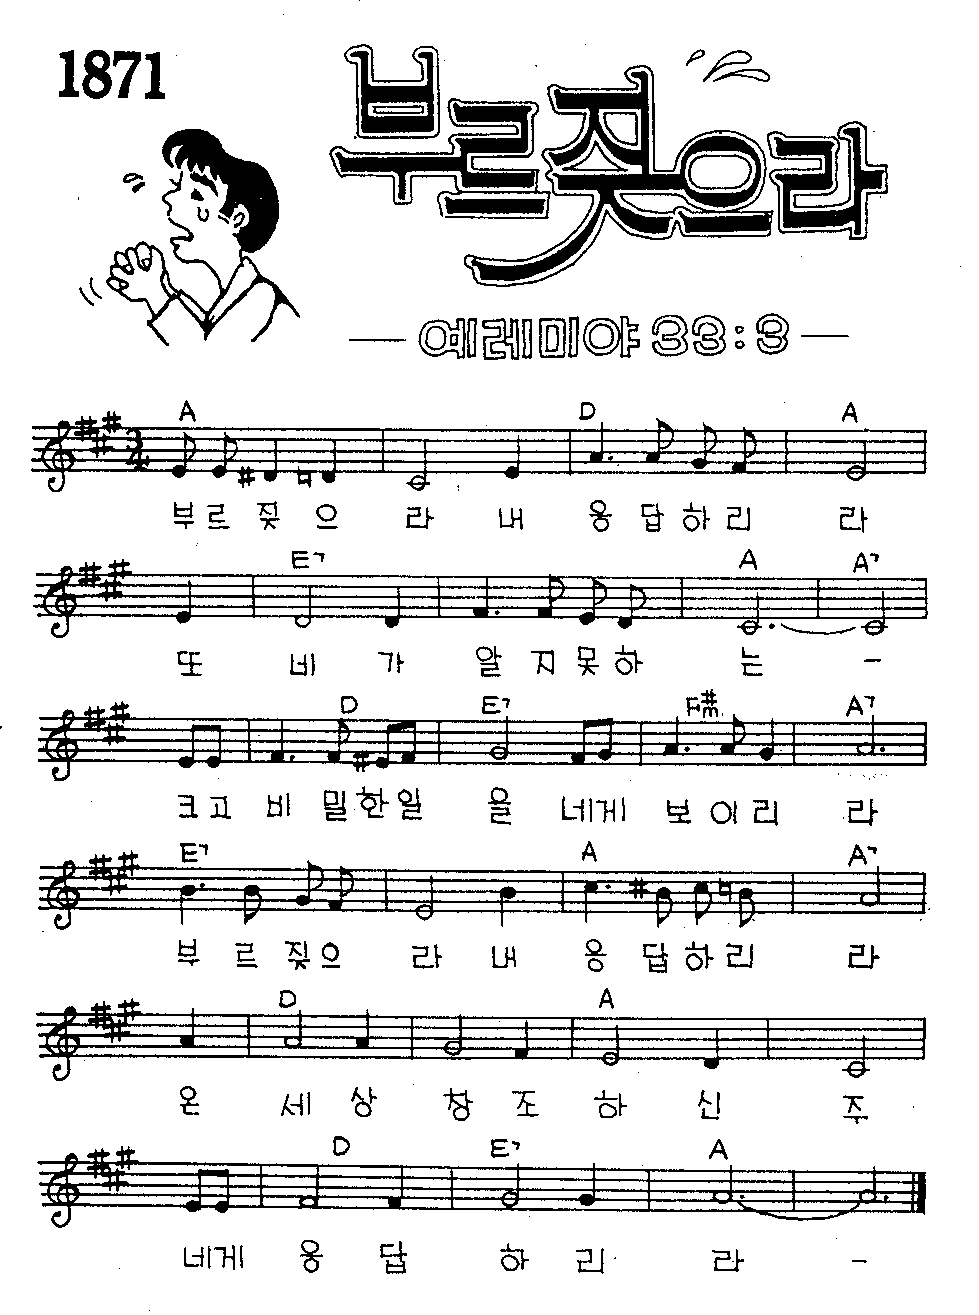 1871
부르짖으라
— 예레미야 33:3 —
A D A
부르 짖 으 라 내 응 답 하 리 라
E7 A A7
또 네 가 알 지 못 하 는 -
D E7 F#m A7
크고 비 밀 한 일 을 네게 보 이 리 라
E7 A A7
부 르 짖 으 라 내 응 답 하 리 라
D A
온 세 상 창 조 하 신 주
D E7 A
네게 응 답 하 리 라 -